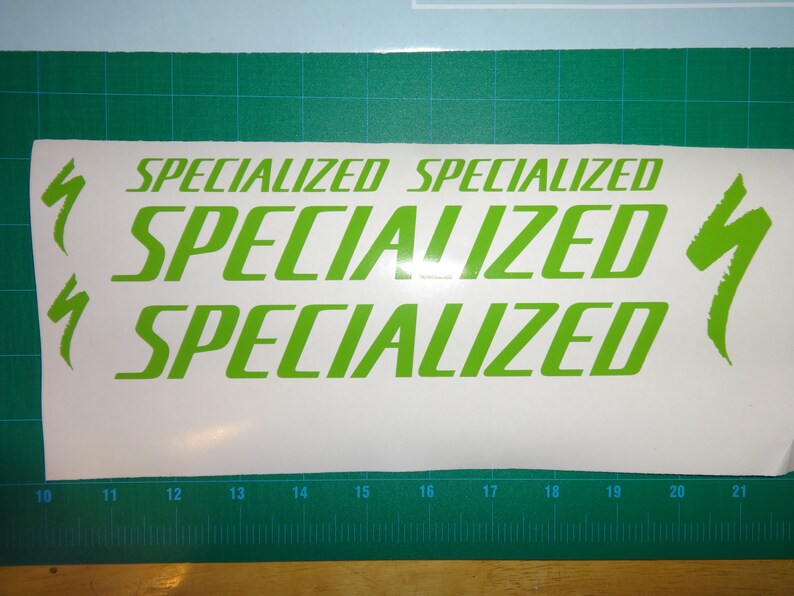 SPECIALIZED SPECIALIZED
SPECIALIZED
SPECIALIZED
10 11 12 13 14 15 16 17 18 19 20 21